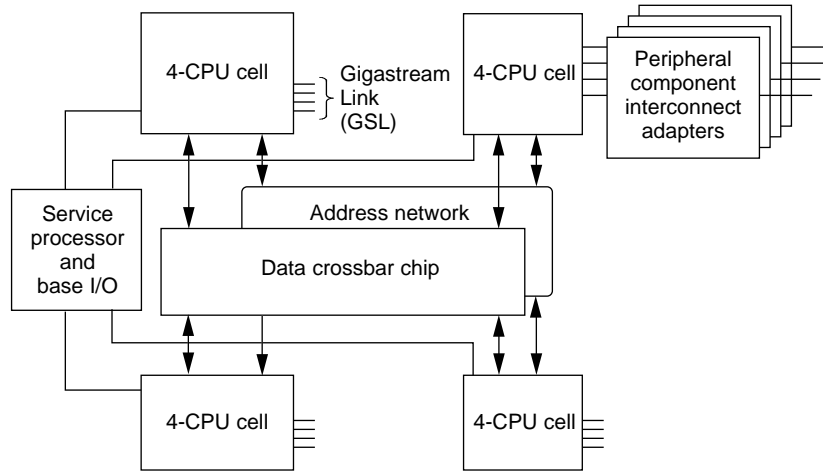 4-CPU cell
Gigastream
Link
(GSL)
4-CPU cell
Peripheral
component
interconnect
adapters
Service
processor
and
base I/O
Address network
Data crossbar chip
4-CPU cell
4-CPU cell